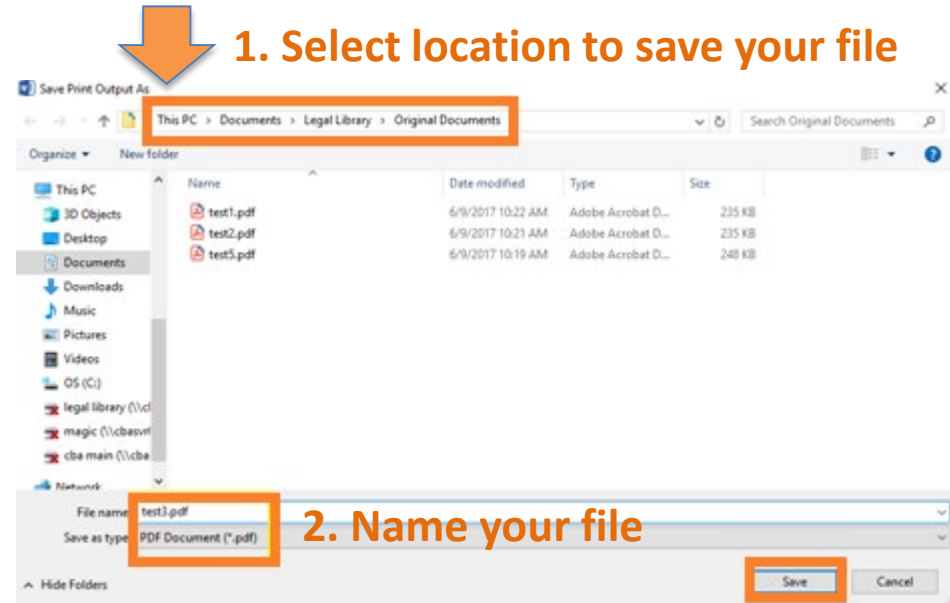 1. Select location to save your file
Save Print Output As
This PC > Documents > Legal Library > Original Documents
Search Original Documents
Organize
New folder
Name Date modified Type Size
test1.pdf 6/9/2017 10:22 AM Adobe Acrobat D... 235 KB
test2.pdf 6/9/2017 10:21 AM Adobe Acrobat D... 235 KB
test5.pdf 6/9/2017 10:19 AM Adobe Acrobat D... 248 KB
This PC
3D Objects
Desktop
Documents
Downloads
Music
Pictures
Videos
OS (C:)
legal library (\\cl
magic (\\cbasvrf
cba main (\\cba
Network
File name test3.pdf
Save as type PDF Document (*.pdf)
2. Name your file
Hide Folders
Save
Cancel